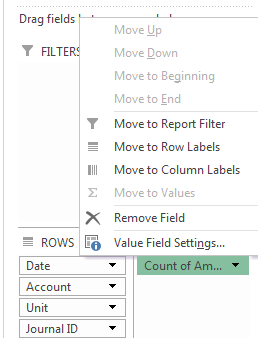 Drag fields
Move Up
Move Down
FILTERS
Move to Beginning
Move to End
Move to Report Filter
Move to Row Labels
Move to Column Labels
Move to Values
Remove Field
ROWS
Value Field Settings...
Date
Count of Am...
Account
Unit
Journal ID